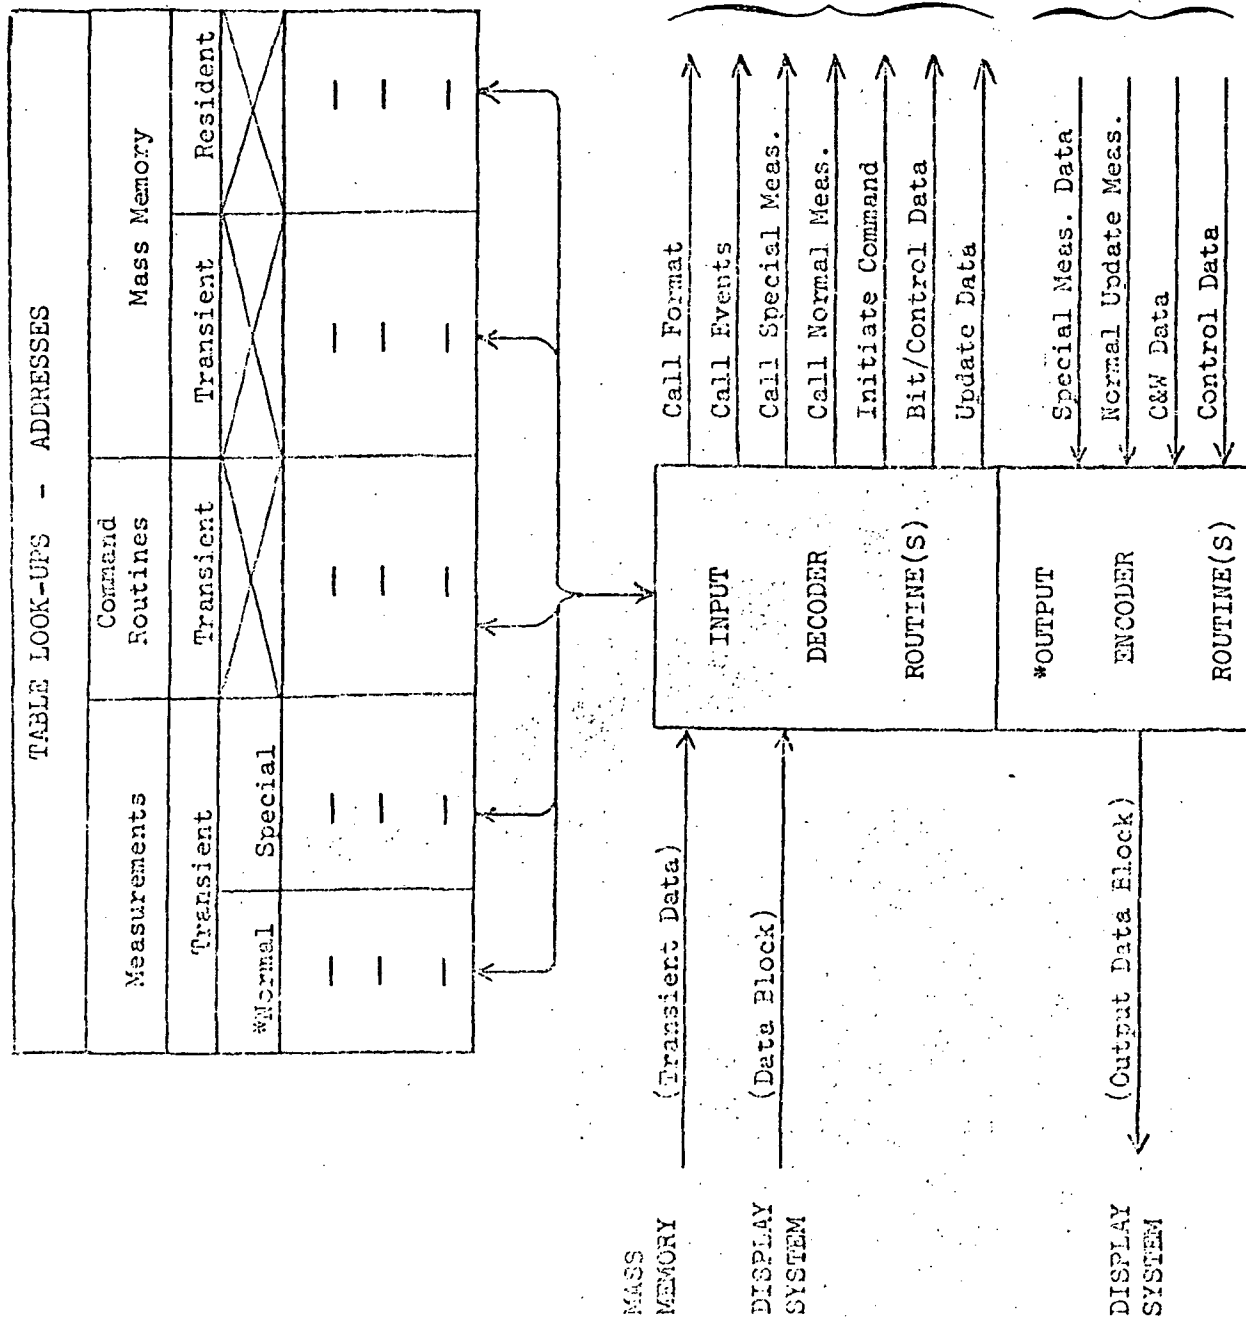 TABLE LOOK-UPS - ADDRESSES
Measurements
Command
Routines
Mass Memory
Transient
Transient
Transient
Resident
*Normal
Special
MASS
MEMORY
(Transient Data)
DISPLAY
SYSTEM
(Data Block)
INPUT
DECODER
ROUTINE(S)
Call Format
Call Events
Call Special Meas.
Call Normal Meas.
Initiate Command
Bit/Control Data
Update Data
DISPLAY
SYSTEM
(Output Data Block)
*OUTPUT
ENCODER
ROUTINE(S)
Special Meas. Data
Normal Update Meas.
C&W Data
Control Data